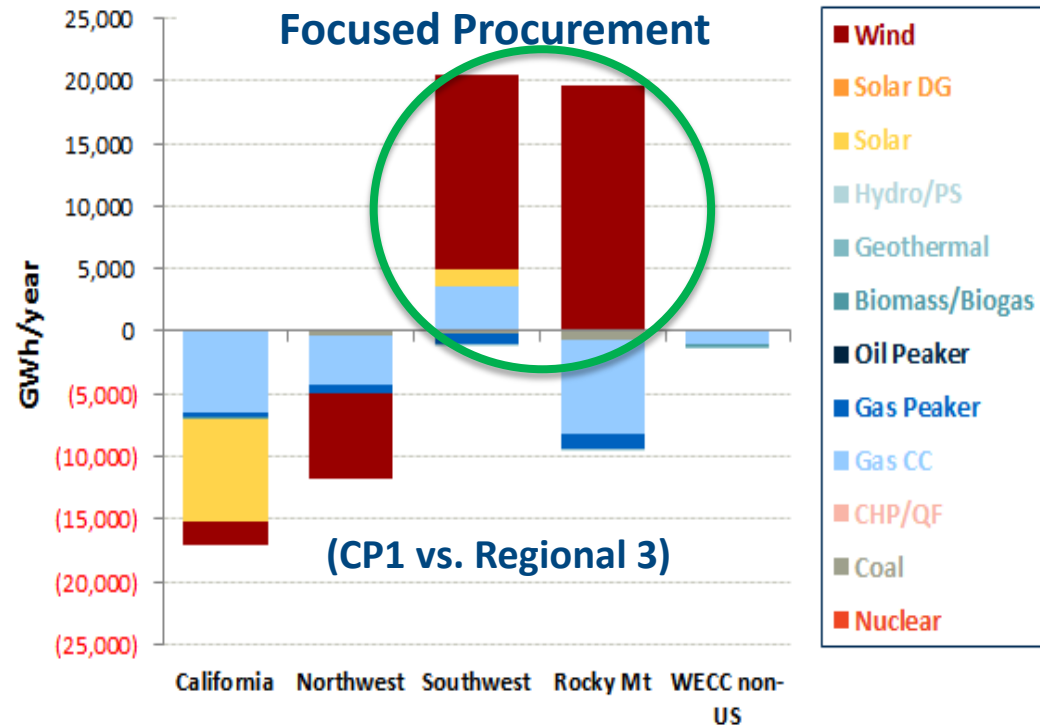 Focused Procurement
25,000
20,000
15,000
10,000
5,000
0
(5,000)
(10,000)
(15,000)
(20,000)
(25,000)
GWh/year
(CP1 vs. Regional 3)
California
Northwest
Southwest
Rocky Mt
WECC non-
US
Wind
Solar DG
Solar
Hydro/PS
Geothermal
Biomass/Biogas
Oil Peaker
Gas Peaker
Gas CC
CHP/QF
Coal
Nuclear